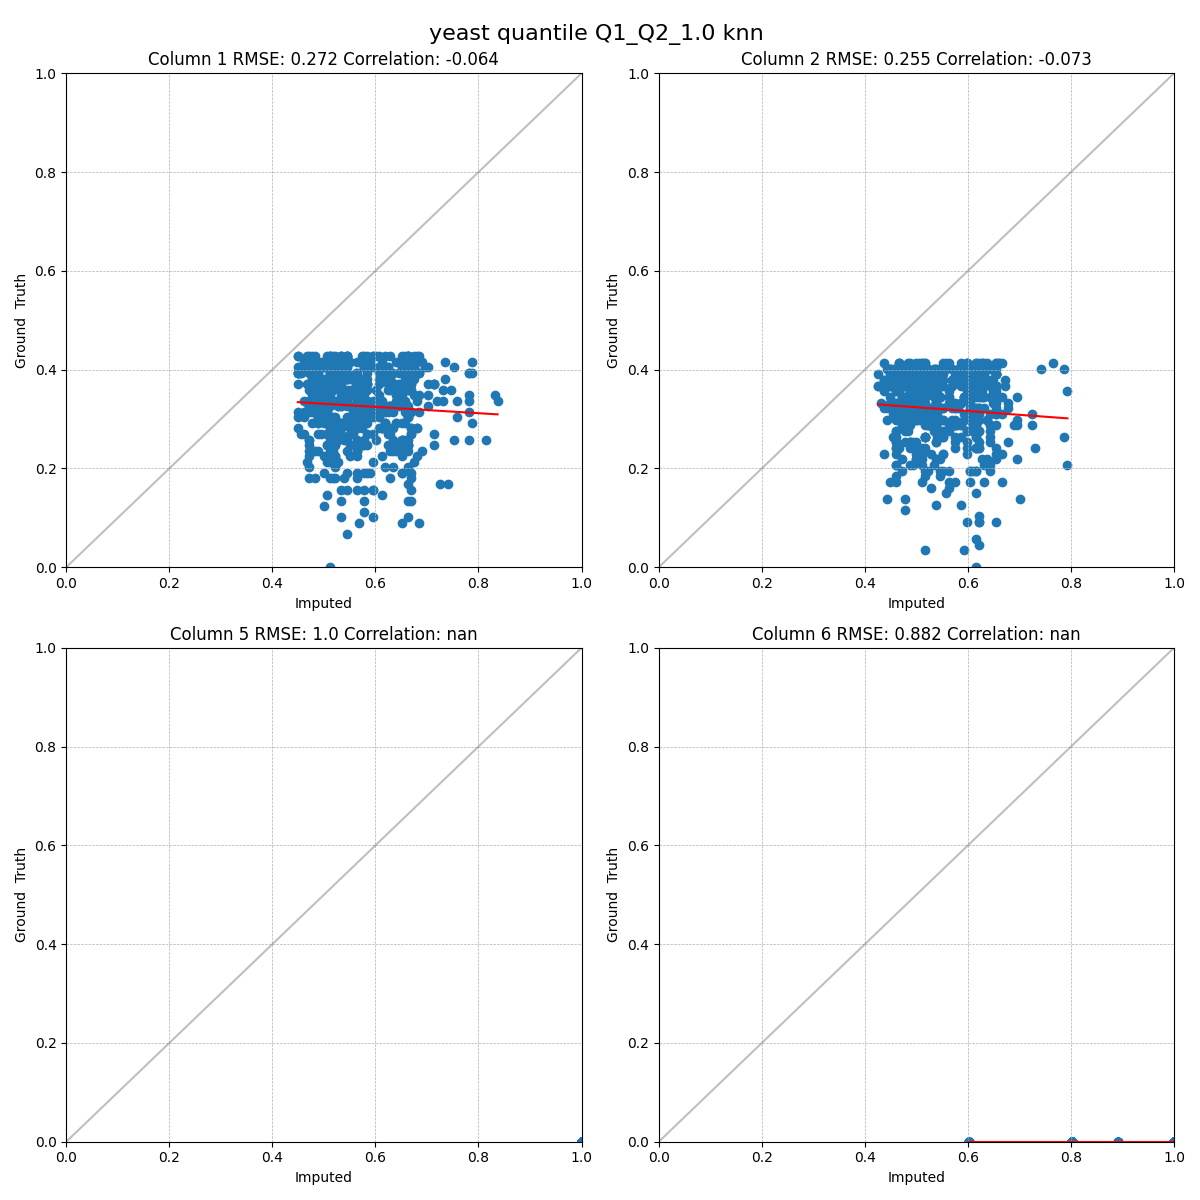 yeast quantile Q1_Q2_1.0 knn
Column 1 RMSE: 0.272 Correlation: -0.064
1.0
0.8
0.6
0.4
0.2
0.0
Ground Truth
0.0 0.2 0.4 0.6 0.8 1.0
Imputed
Column 2 RMSE: 0.255 Correlation: -0.073
1.0
0.8
0.6
0.4
0.2
0.0
Ground Truth
0.0 0.2 0.4 0.6 0.8 1.0
Imputed
Column 5 RMSE: 1.0 Correlation: nan
1.0
0.8
0.6
0.4
0.2
0.0
Ground Truth
0.0 0.2 0.4 0.6 0.8 1.0
Imputed
Column 6 RMSE: 0.882 Correlation: nan
1.0
0.8
0.6
0.4
0.2
0.0
Ground Truth
0.0 0.2 0.4 0.6 0.8 1.0
Imputed